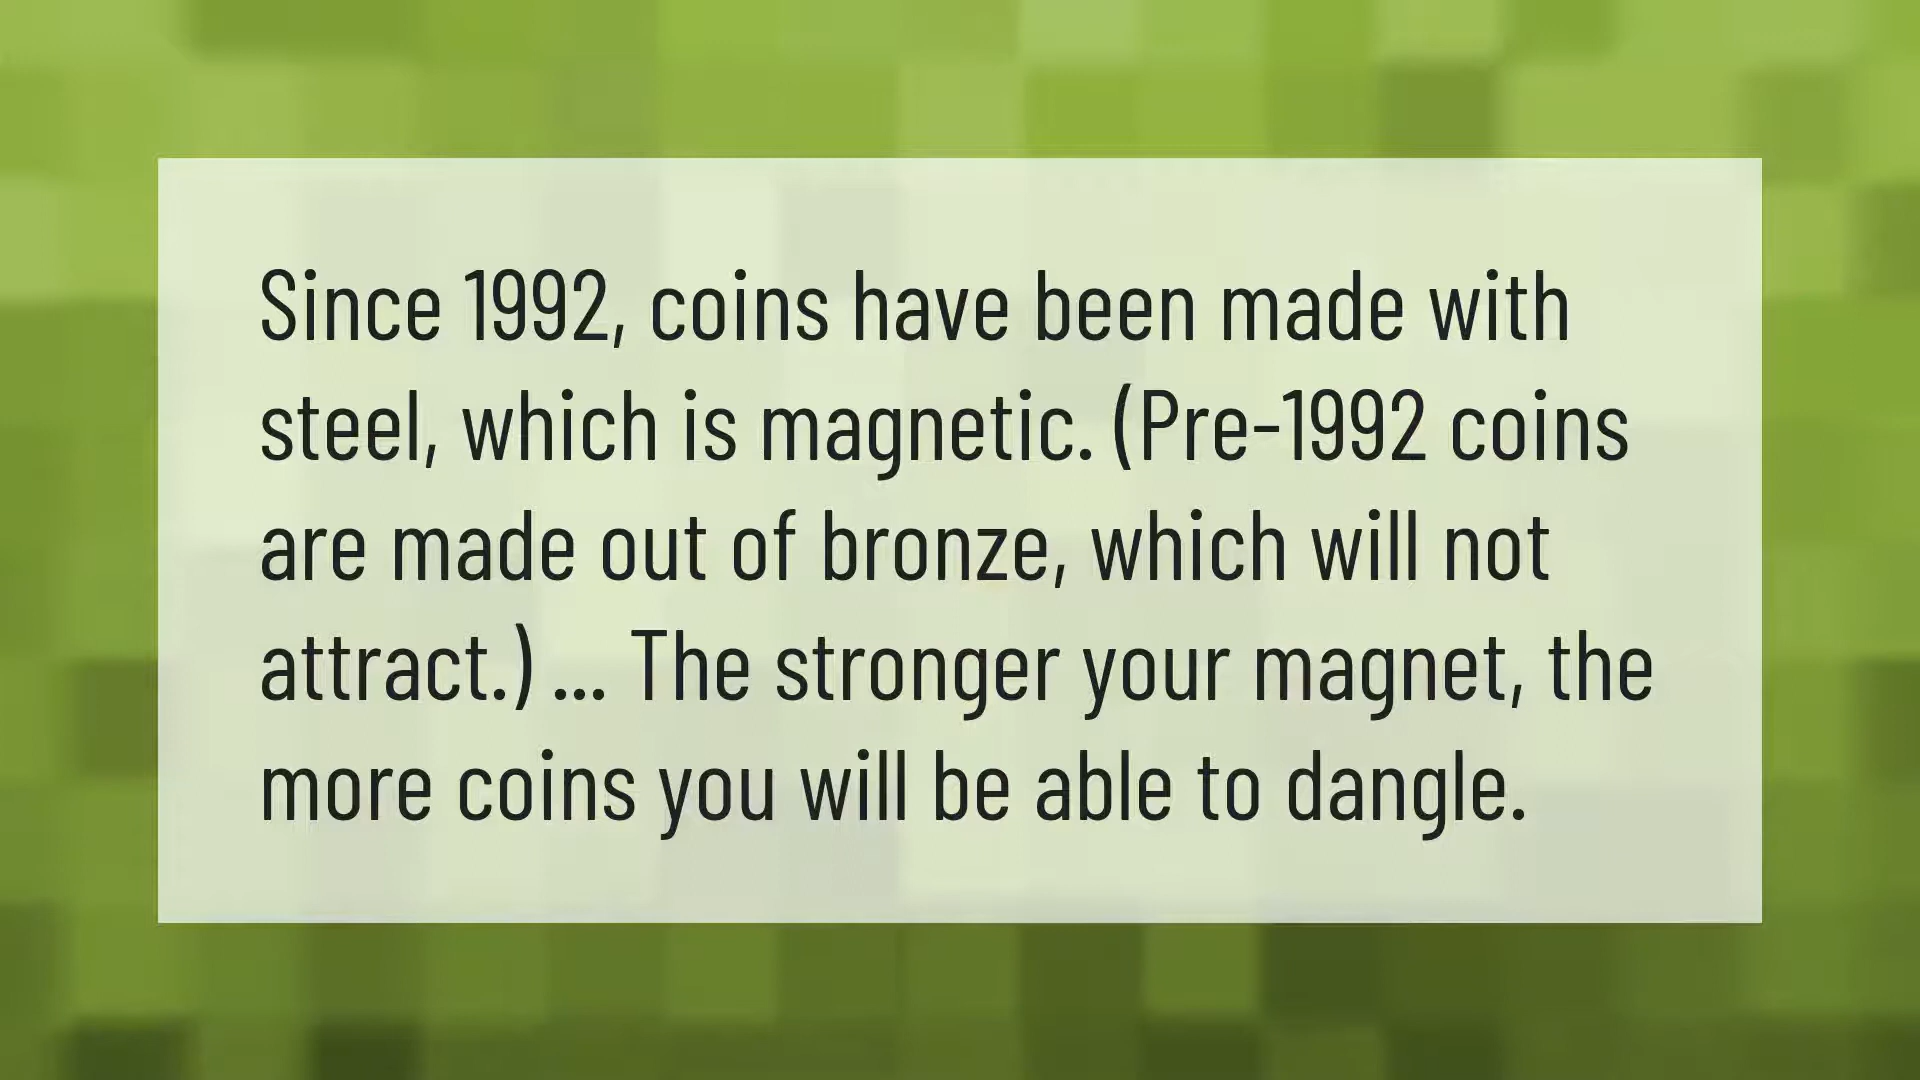 Since 1992, coins have been made with
steel, which is magnetic. (Pre-1992 coins
are made out of bronze, which will not
attract.) ... The stronger your magnet, the
more coins you will be able to dangle.